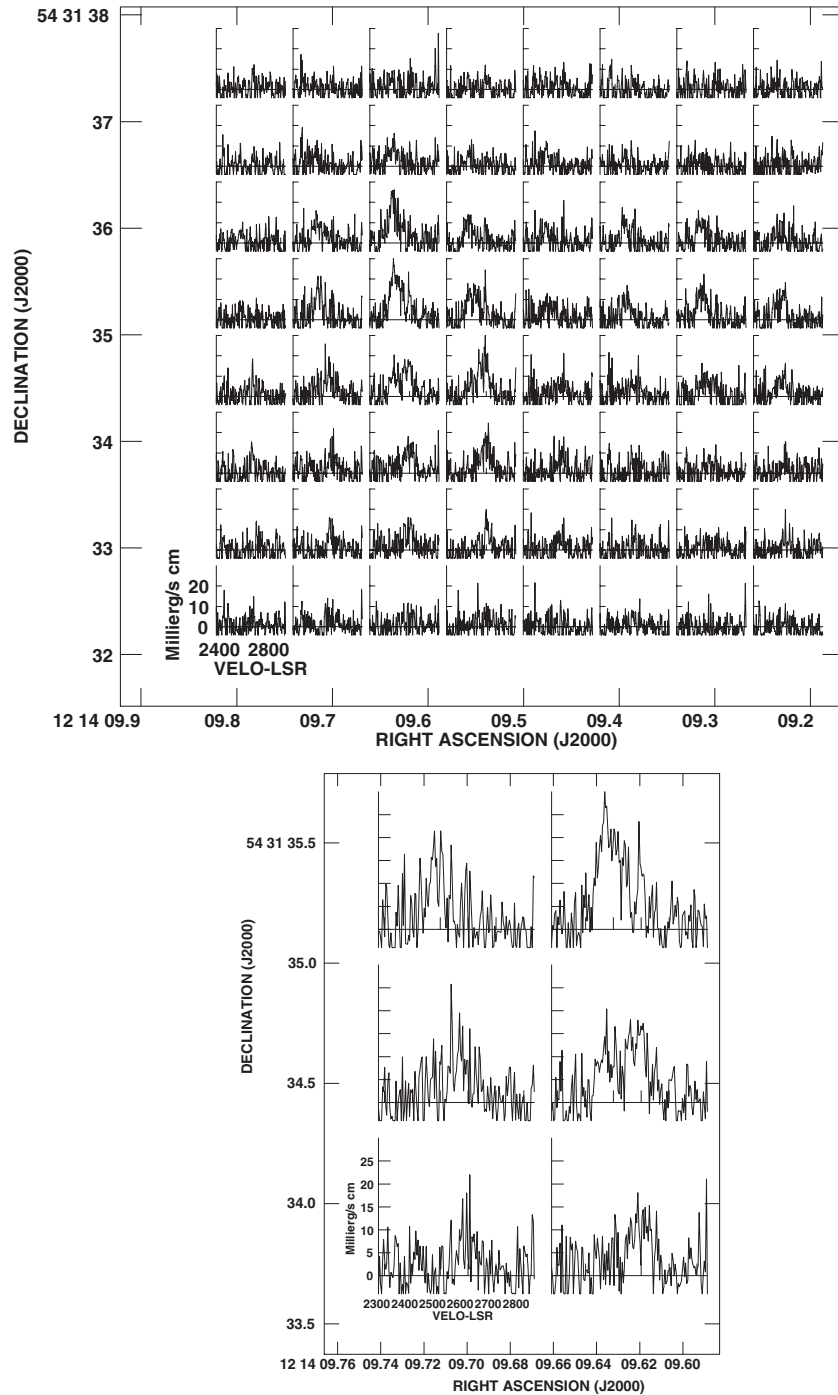 54 31 38
37
36
35
34
33
32
DECLINATION (J2000)
Millierg/s cm
20
10
0
2400 2800
VELO-LSR
12 14 09.9 09.8 09.7 09.6 09.5 09.4 09.3 09.2
RIGHT ASCENSION (J2000)
54 31 35.5
35.0
34.5
34.0
33.5
DECLINATION (J2000)
Millierg/s cm
25
20
15
10
5
0
2300 2400 2500 2600 2700 2800
VELO-LSR
12 14 09.76 09.74 09.72 09.70 09.68 09.66 09.64 09.62 09.60
RIGHT ASCENSION (J2000)